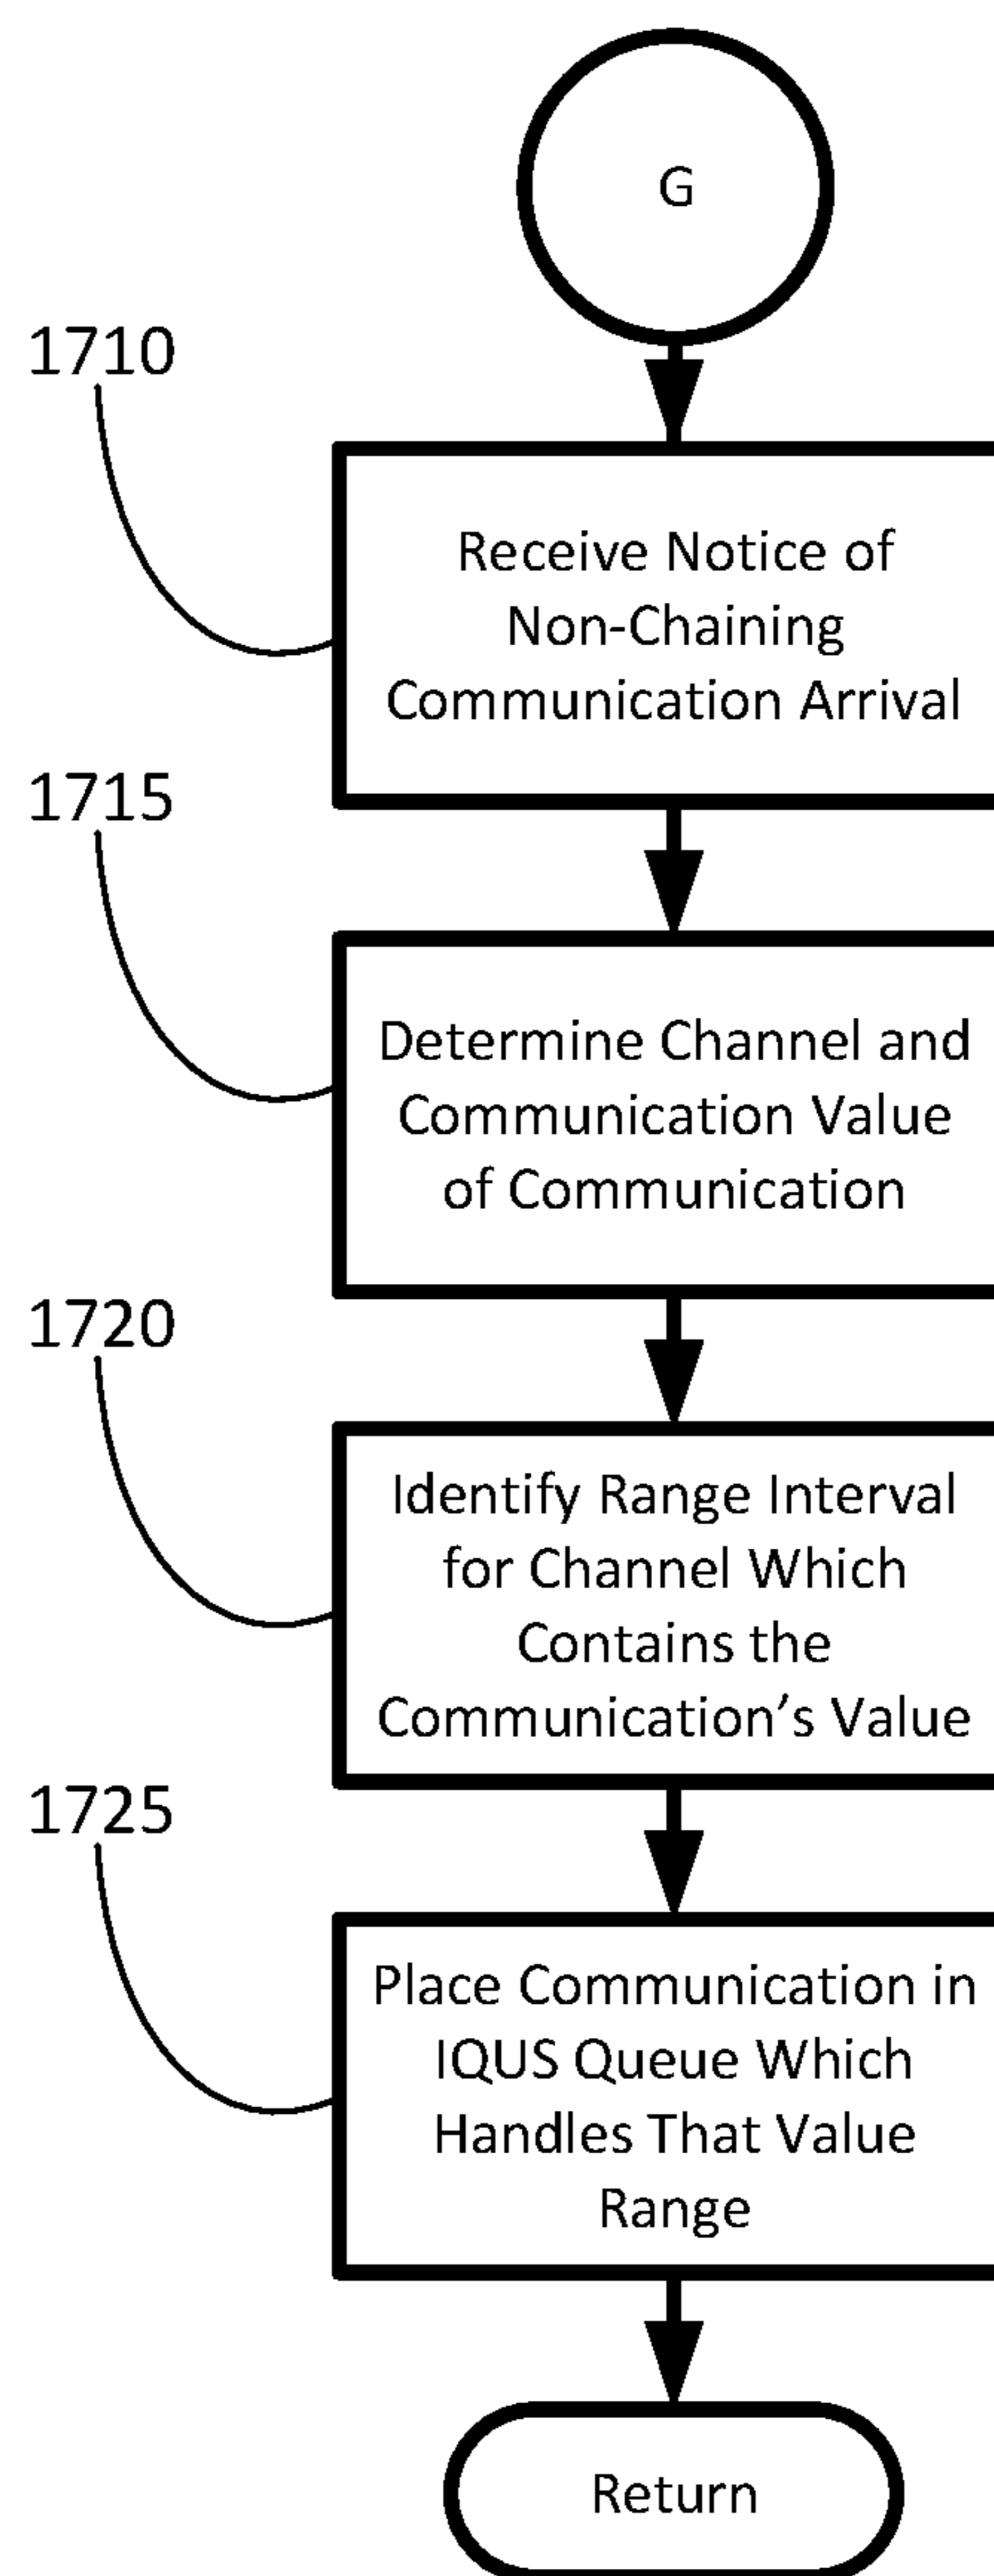 G
1710
Receive Notice of
Non-Chaining
Communication Arrival
1715
Determine Channel and
Communication Value
of Communication
1720
Identify Range Interval
for Channel Which
Contains the
Communication's Value
1725
Place Communication in
IQUS Queue Which
Handles That Value
Range
Return